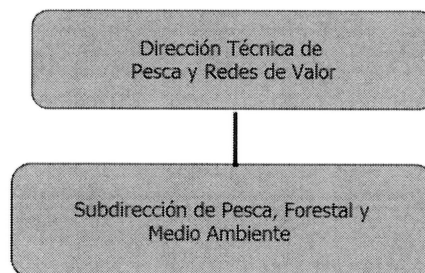 Dirección Técnica de
Pesca y Redes de Valor
Subdirección de Pesca, Forestal y
Medio Ambiente